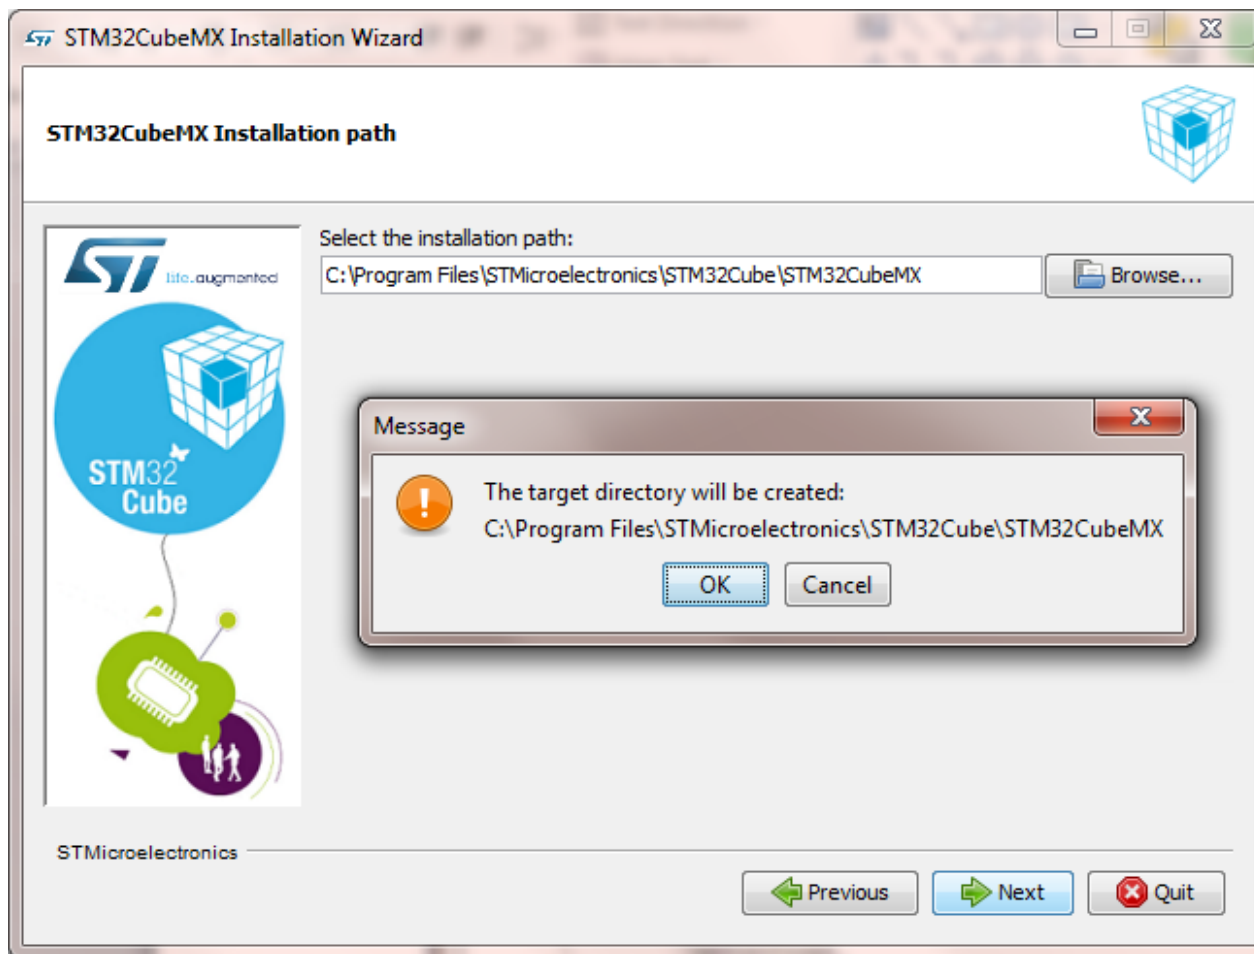 STM32CubeMX Installation Wizard
STM32CubeMX Installation path
Select the installation path:
C:\Program Files\STMicroelectronics\STM32Cube\STM32CubeMX
Browse...
ST life.augmented
STM32
Cube
Message
The target directory will be created:
C:\Program Files\STMicroelectronics\STM32Cube\STM32CubeMX
OK
Cancel
STMicroelectronics
Previous
Next
Quit